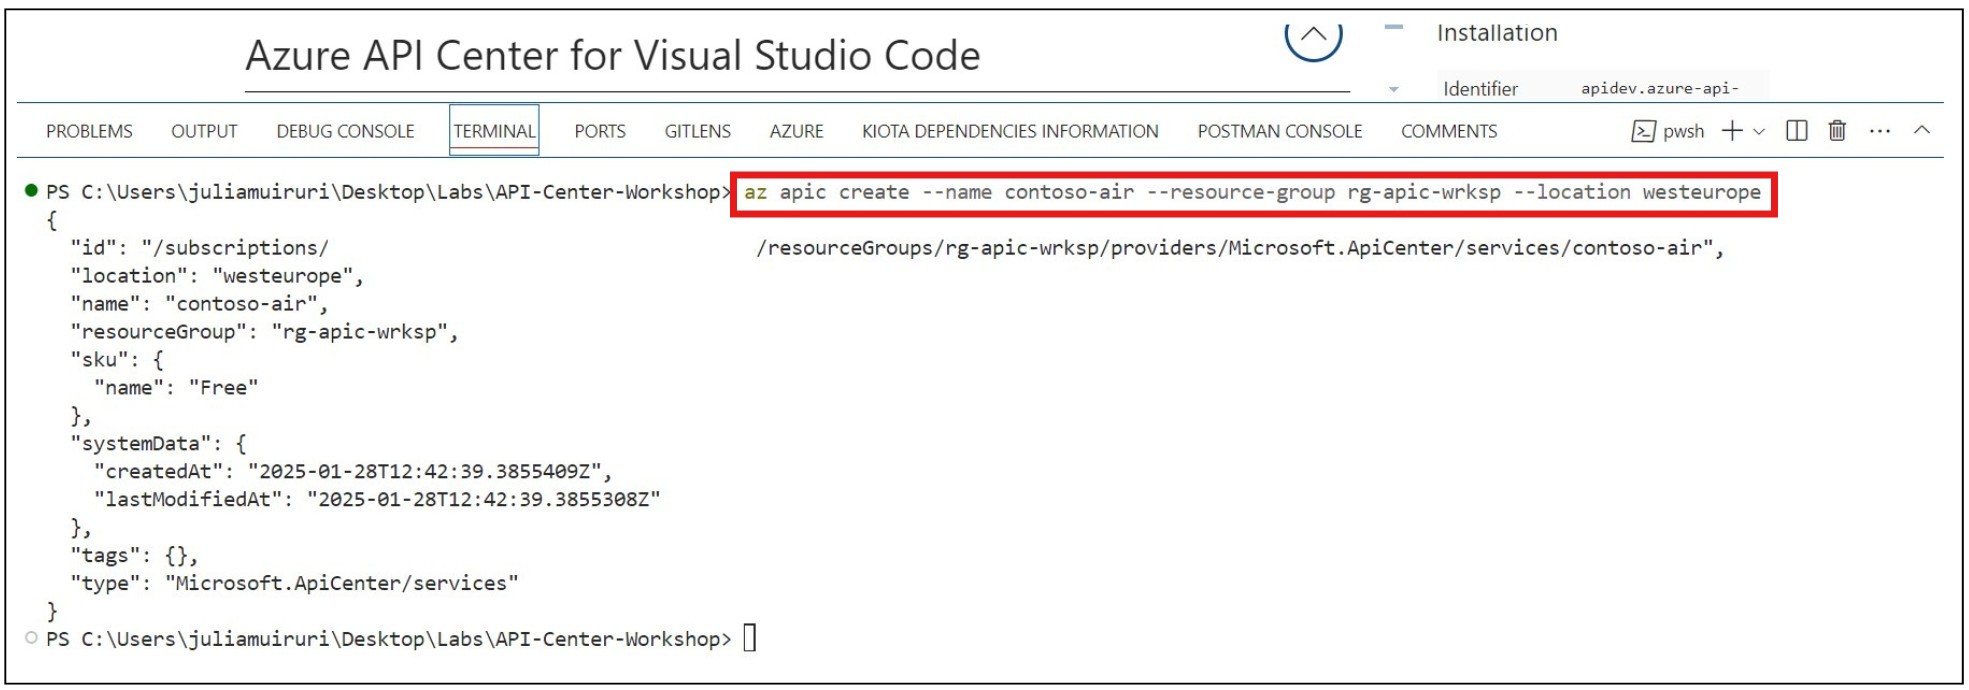 Azure API Center for Visual Studio Code
Installation
Identifier apidev.azure-api-
PROBLEMS OUTPUT DEBUG CONSOLE TERMINAL PORTS GITLENS AZURE KIOTA DEPENDENCIES INFORMATION POSTMAN CONSOLE COMMENTS pwsh
PS C:\Users\juliamuiruri\Desktop\Labs\API-Center-Workshop> az apic create --name contoso-air --resource-group rg-apic-wrksp --location westeurope
{
"id": "/subscriptions/ /resourceGroups/rg-apic-wrksp/providers/Microsoft.ApiCenter/services/contoso-air",
"location": "westeurope",
"name": "contoso-air",
"resourceGroup": "rg-apic-wrksp",
"sku": {
"name": "Free"
},
"systemData": {
"createdAt": "2025-01-28T12:42:39.3855409Z",
"lastModifiedAt": "2025-01-28T12:42:39.3855308Z"
},
"tags": {},
"type": "Microsoft.ApiCenter/services"
}
PS C:\Users\juliamuiruri\Desktop\Labs\API-Center-Workshop>